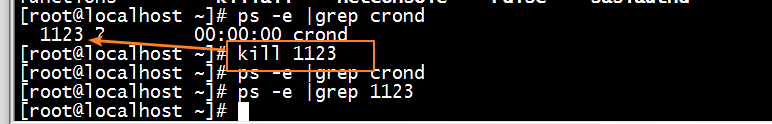 [root@localhost ~]# ps -e |grep crond
1123 ? 00:00:00 crond
[root@localhost ~]# kill 1123
[root@localhost ~]# ps -e |grep crond
[root@localhost ~]# ps -e |grep 1123
[root@localhost ~]#